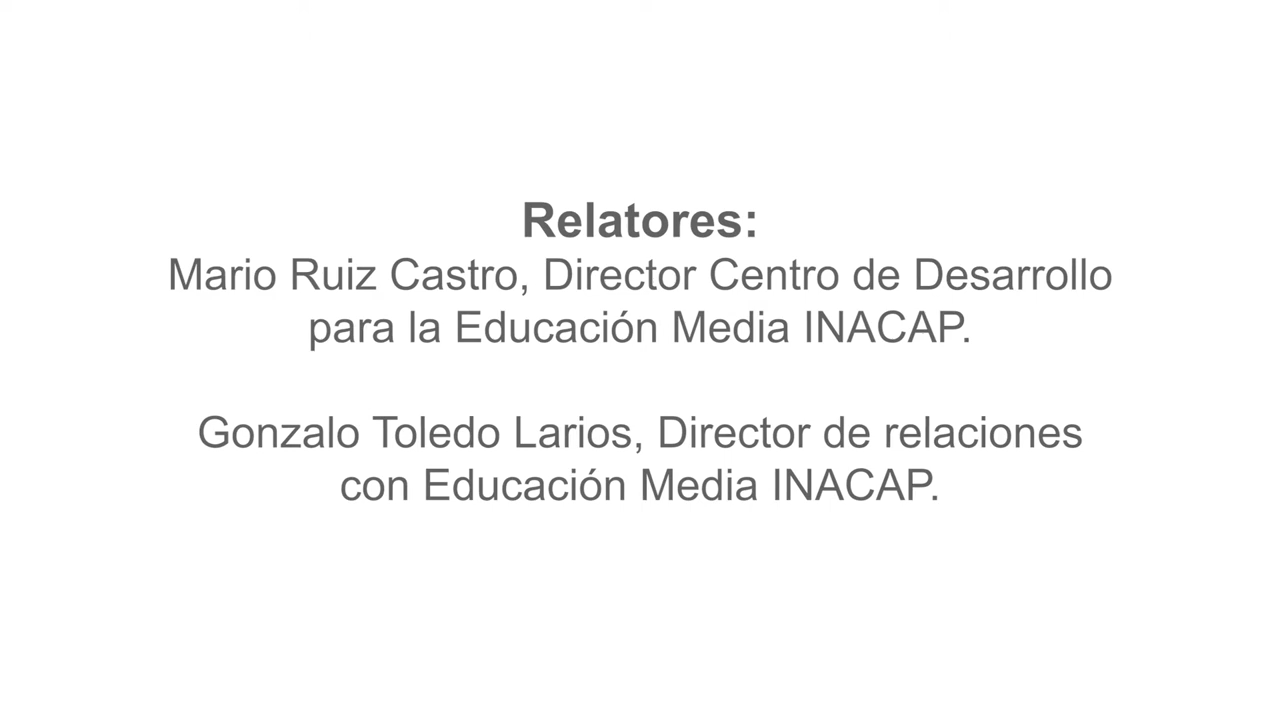 Relatores:
Mario Ruiz Castro, Director Centro de Desarrollo
para la Educación Media INACAP.
Gonzalo Toledo Larios, Director de relaciones
con Educación Media INACAP.